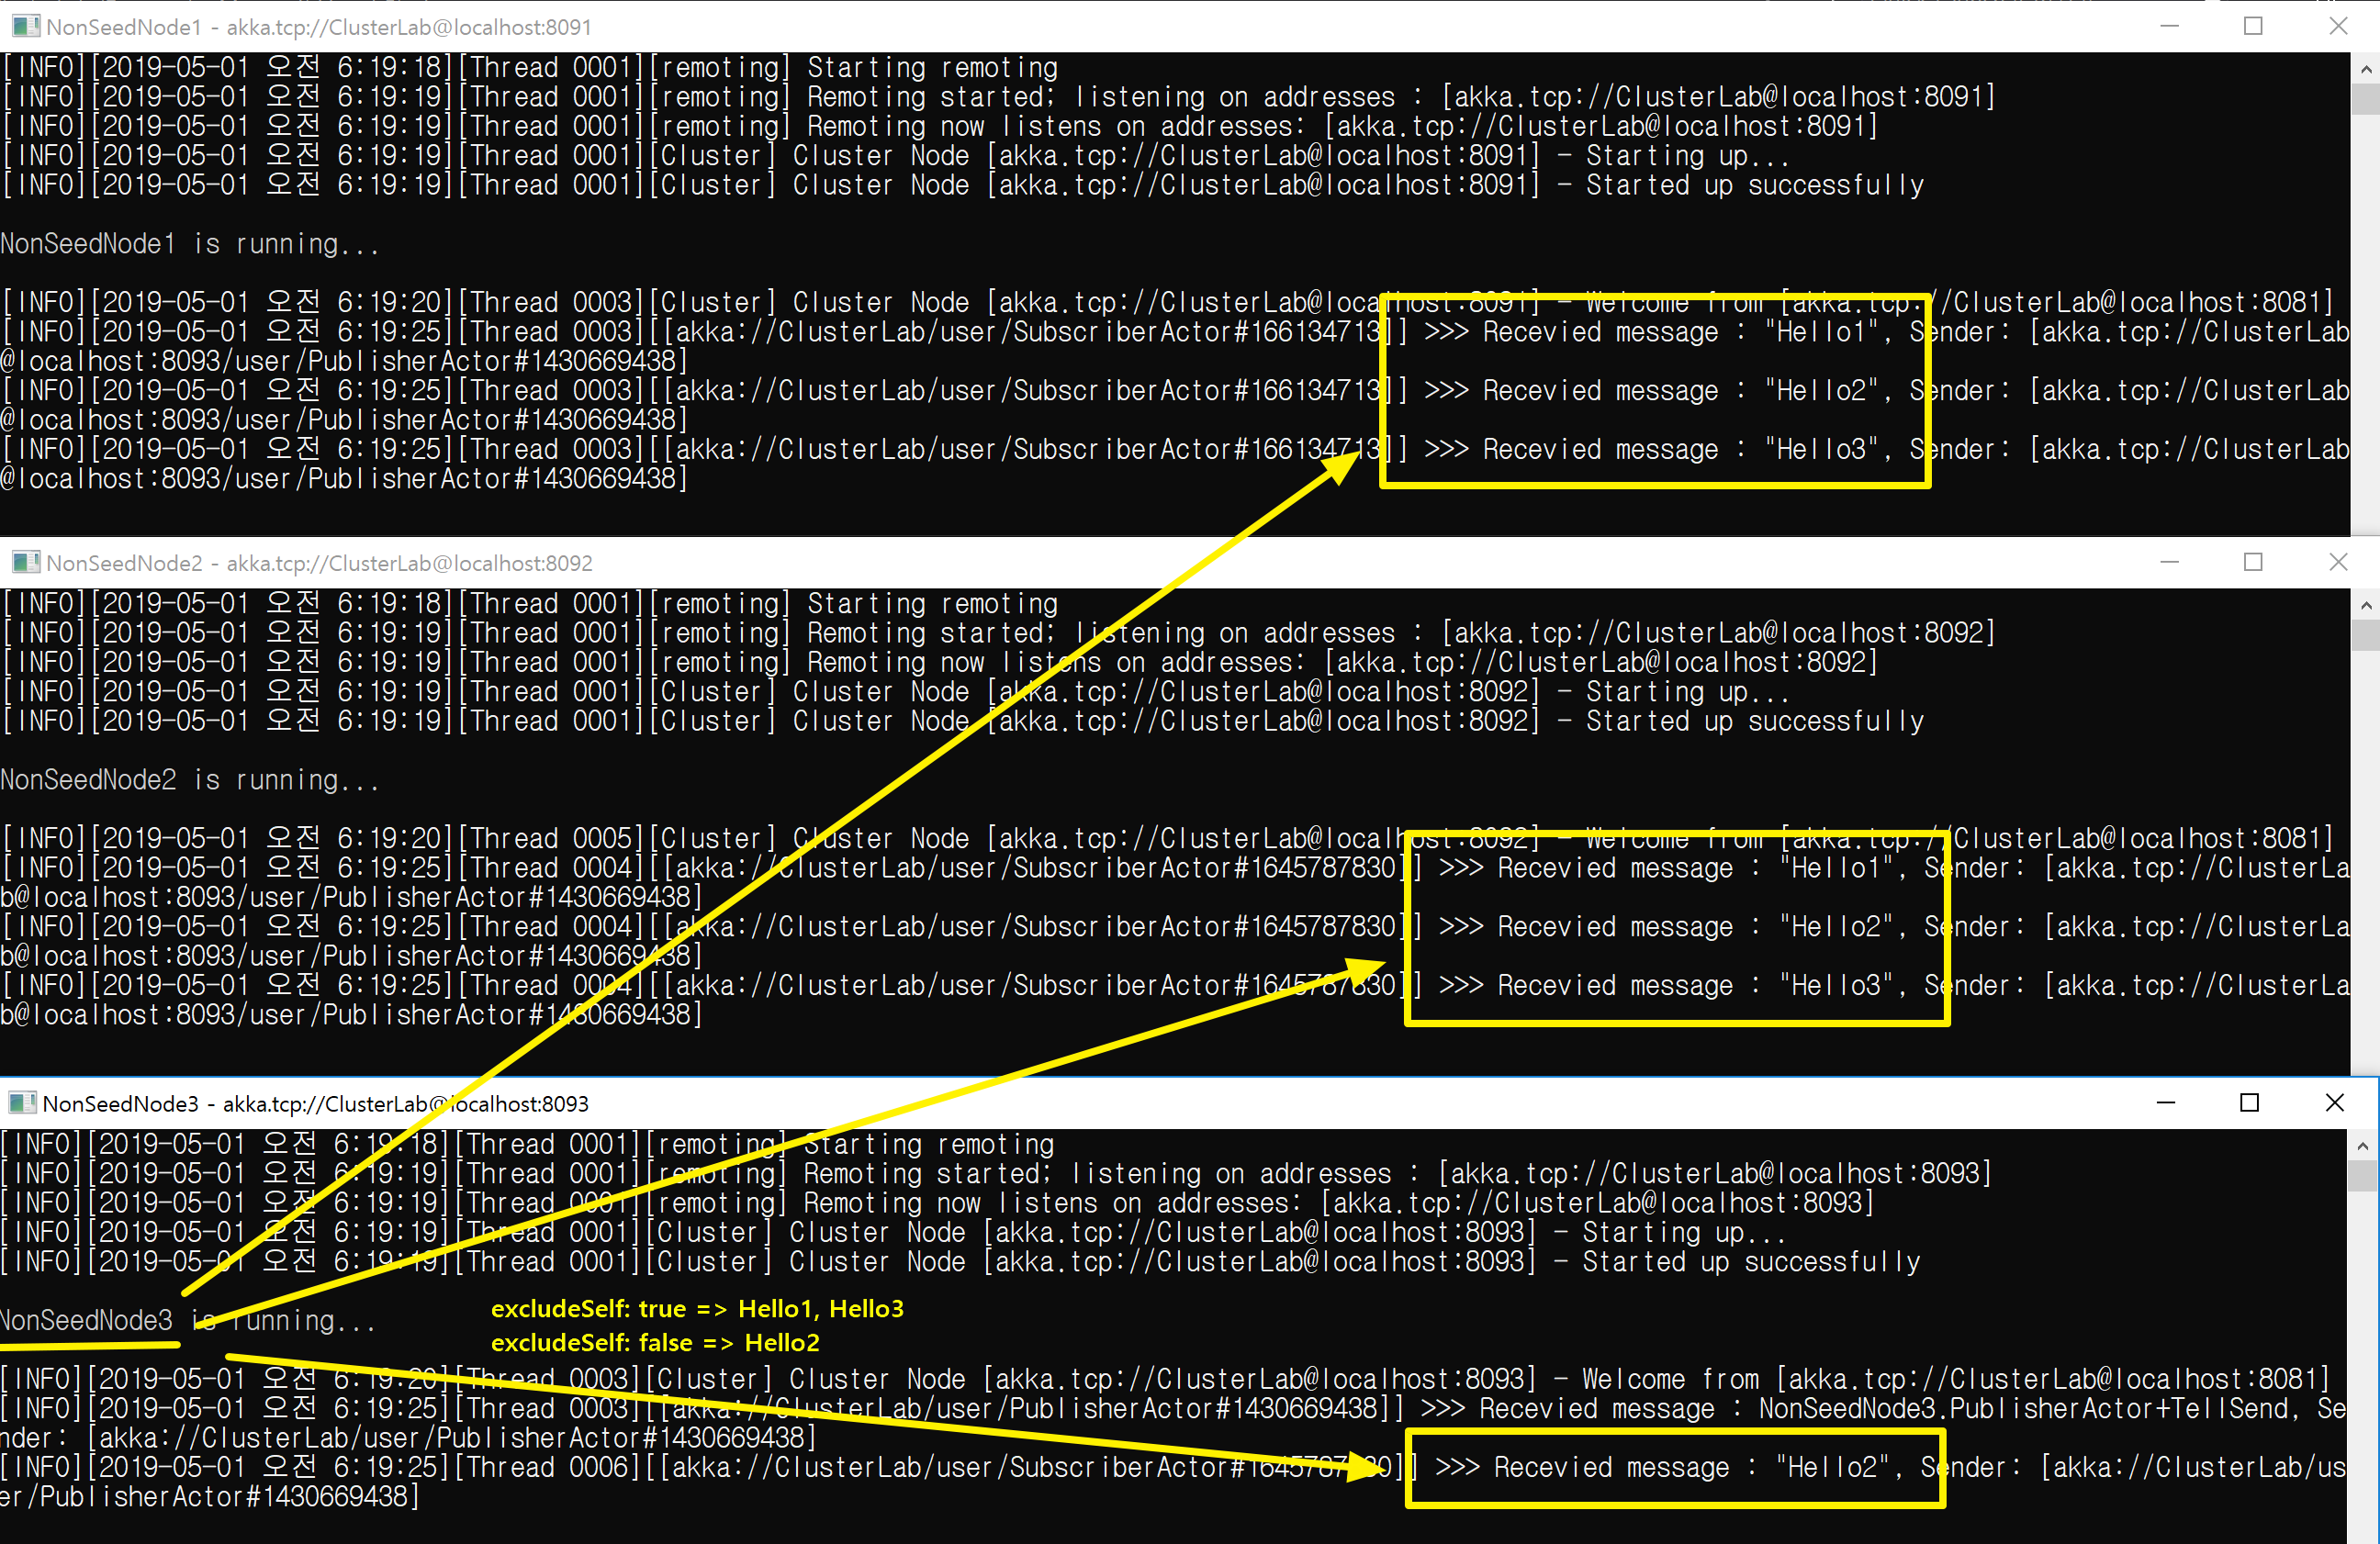 NonSeedNode1 - akka.tcp://ClusterLab@localhost:8091
[INFO][2019-05-01 오전 6:19:18][Thread 0001][remoting] Starting remoting
[INFO][2019-05-01 오전 6:19:19][Thread 0001][remoting] Remoting started; listening on addresses : [akka.tcp://ClusterLab@localhost:8091]
[INFO][2019-05-01 오전 6:19:19][Thread 0001][remoting] Remoting now listens on addresses: [akka.tcp://ClusterLab@localhost:8091]
[INFO][2019-05-01 오전 6:19:19][Thread 0001][Cluster] Cluster Node [akka.tcp://ClusterLab@localhost:8091] - Starting up...
[INFO][2019-05-01 오전 6:19:19][Thread 0001][Cluster] Cluster Node [akka.tcp://ClusterLab@localhost:8091] - Started up successfully
NonSeedNode1 is running...
[INFO][2019-05-01 오전 6:19:20][Thread 0003][Cluster] Cluster Node [akka.tcp://ClusterLab@localhost:8091] - Welcome from [akka.tcp://ClusterLab@localhost:8081]
[INFO][2019-05-01 오전 6:19:25][Thread 0003][[akka://ClusterLab/user/SubscriberActor#166134713]] >>> Recevied message : "Hello1", Sender: [akka.tcp://ClusterLab
@localhost:8093/user/PublisherActor#1430669438]
[INFO][2019-05-01 오전 6:19:25][Thread 0003][[akka://ClusterLab/user/SubscriberActor#166134713]] >>> Recevied message : "Hello2", Sender: [akka.tcp://ClusterLab
@localhost:8093/user/PublisherActor#1430669438]
[INFO][2019-05-01 오전 6:19:25][Thread 0003][[akka://ClusterLab/user/SubscriberActor#166134713]] >>> Recevied message : "Hello3", Sender: [akka.tcp://ClusterLab
@localhost:8093/user/PublisherActor#1430669438]
NonSeedNode2 - akka.tcp://ClusterLab@localhost:8092
[INFO][2019-05-01 오전 6:19:18][Thread 0001][remoting] Starting remoting
[INFO][2019-05-01 오전 6:19:19][Thread 0001][remoting] Remoting started; listening on addresses : [akka.tcp://ClusterLab@localhost:8092]
[INFO][2019-05-01 오전 6:19:19][Thread 0001][remoting] Remoting now listens on addresses: [akka.tcp://ClusterLab@localhost:8092]
[INFO][2019-05-01 오전 6:19:19][Thread 0001][Cluster] Cluster Node [akka.tcp://ClusterLab@localhost:8092] - Starting up...
[INFO][2019-05-01 오전 6:19:19][Thread 0001][Cluster] Cluster Node [akka.tcp://ClusterLab@localhost:8092] - Started up successfully
NonSeedNode2 is running...
[INFO][2019-05-01 오전 6:19:20][Thread 0005][Cluster] Cluster Node [akka.tcp://ClusterLab@localhost:8092] - Welcome from [akka.tcp://ClusterLab@localhost:8081]
[INFO][2019-05-01 오전 6:19:25][Thread 0004][[akka://ClusterLab/user/SubscriberActor#1645787830]] >>> Recevied message : "Hello1", Sender: [akka.tcp://ClusterLa
b@localhost:8093/user/PublisherActor#1430669438]
[INFO][2019-05-01 오전 6:19:25][Thread 0004][[akka://ClusterLab/user/SubscriberActor#1645787830]] >>> Recevied message : "Hello2", Sender: [akka.tcp://ClusterLa
b@localhost:8093/user/PublisherActor#1430669438]
[INFO][2019-05-01 오전 6:19:25][Thread 0004][[akka://ClusterLab/user/SubscriberActor#1645787830]] >>> Recevied message : "Hello3", Sender: [akka.tcp://ClusterLa
b@localhost:8093/user/PublisherActor#1430669438]
NonSeedNode3 - akka.tcp://ClusterLab@localhost:8093
[INFO][2019-05-01 오전 6:19:18][Thread 0001][remoting] Starting remoting
[INFO][2019-05-01 오전 6:19:19][Thread 0001][remoting] Remoting started; listening on addresses : [akka.tcp://ClusterLab@localhost:8093]
[INFO][2019-05-01 오전 6:19:19][Thread 0001][remoting] Remoting now listens on addresses: [akka.tcp://ClusterLab@localhost:8093]
[INFO][2019-05-01 오전 6:19:19][Thread 0001][Cluster] Cluster Node [akka.tcp://ClusterLab@localhost:8093] - Starting up...
[INFO][2019-05-01 오전 6:19:19][Thread 0001][Cluster] Cluster Node [akka.tcp://ClusterLab@localhost:8093] - Started up successfully
excludeSelf: true => Hello1, Hello3
NonSeedNode3 is running...
excludeSelf: false => Hello2
[INFO][2019-05-01 오전 6:19:20][Thread 0003][Cluster] Cluster Node [akka.tcp://ClusterLab@localhost:8093] - Welcome from [akka.tcp://ClusterLab@localhost:8081]
[INFO][2019-05-01 오전 6:19:25][Thread 0003][[akka://ClusterLab/user/PublisherActor#1430669438]] >>> Recevied message : NonSeedNode3.PublisherActor+TellSend, Se
nder: [akka://ClusterLab/user/PublisherActor#1430669438]
[INFO][2019-05-01 오전 6:19:25][Thread 0006][[akka://ClusterLab/user/SubscriberActor#1645787830]] >>> Recevied message : "Hello2", Sender: [akka://ClusterLab/us
er/PublisherActor#1430669438]